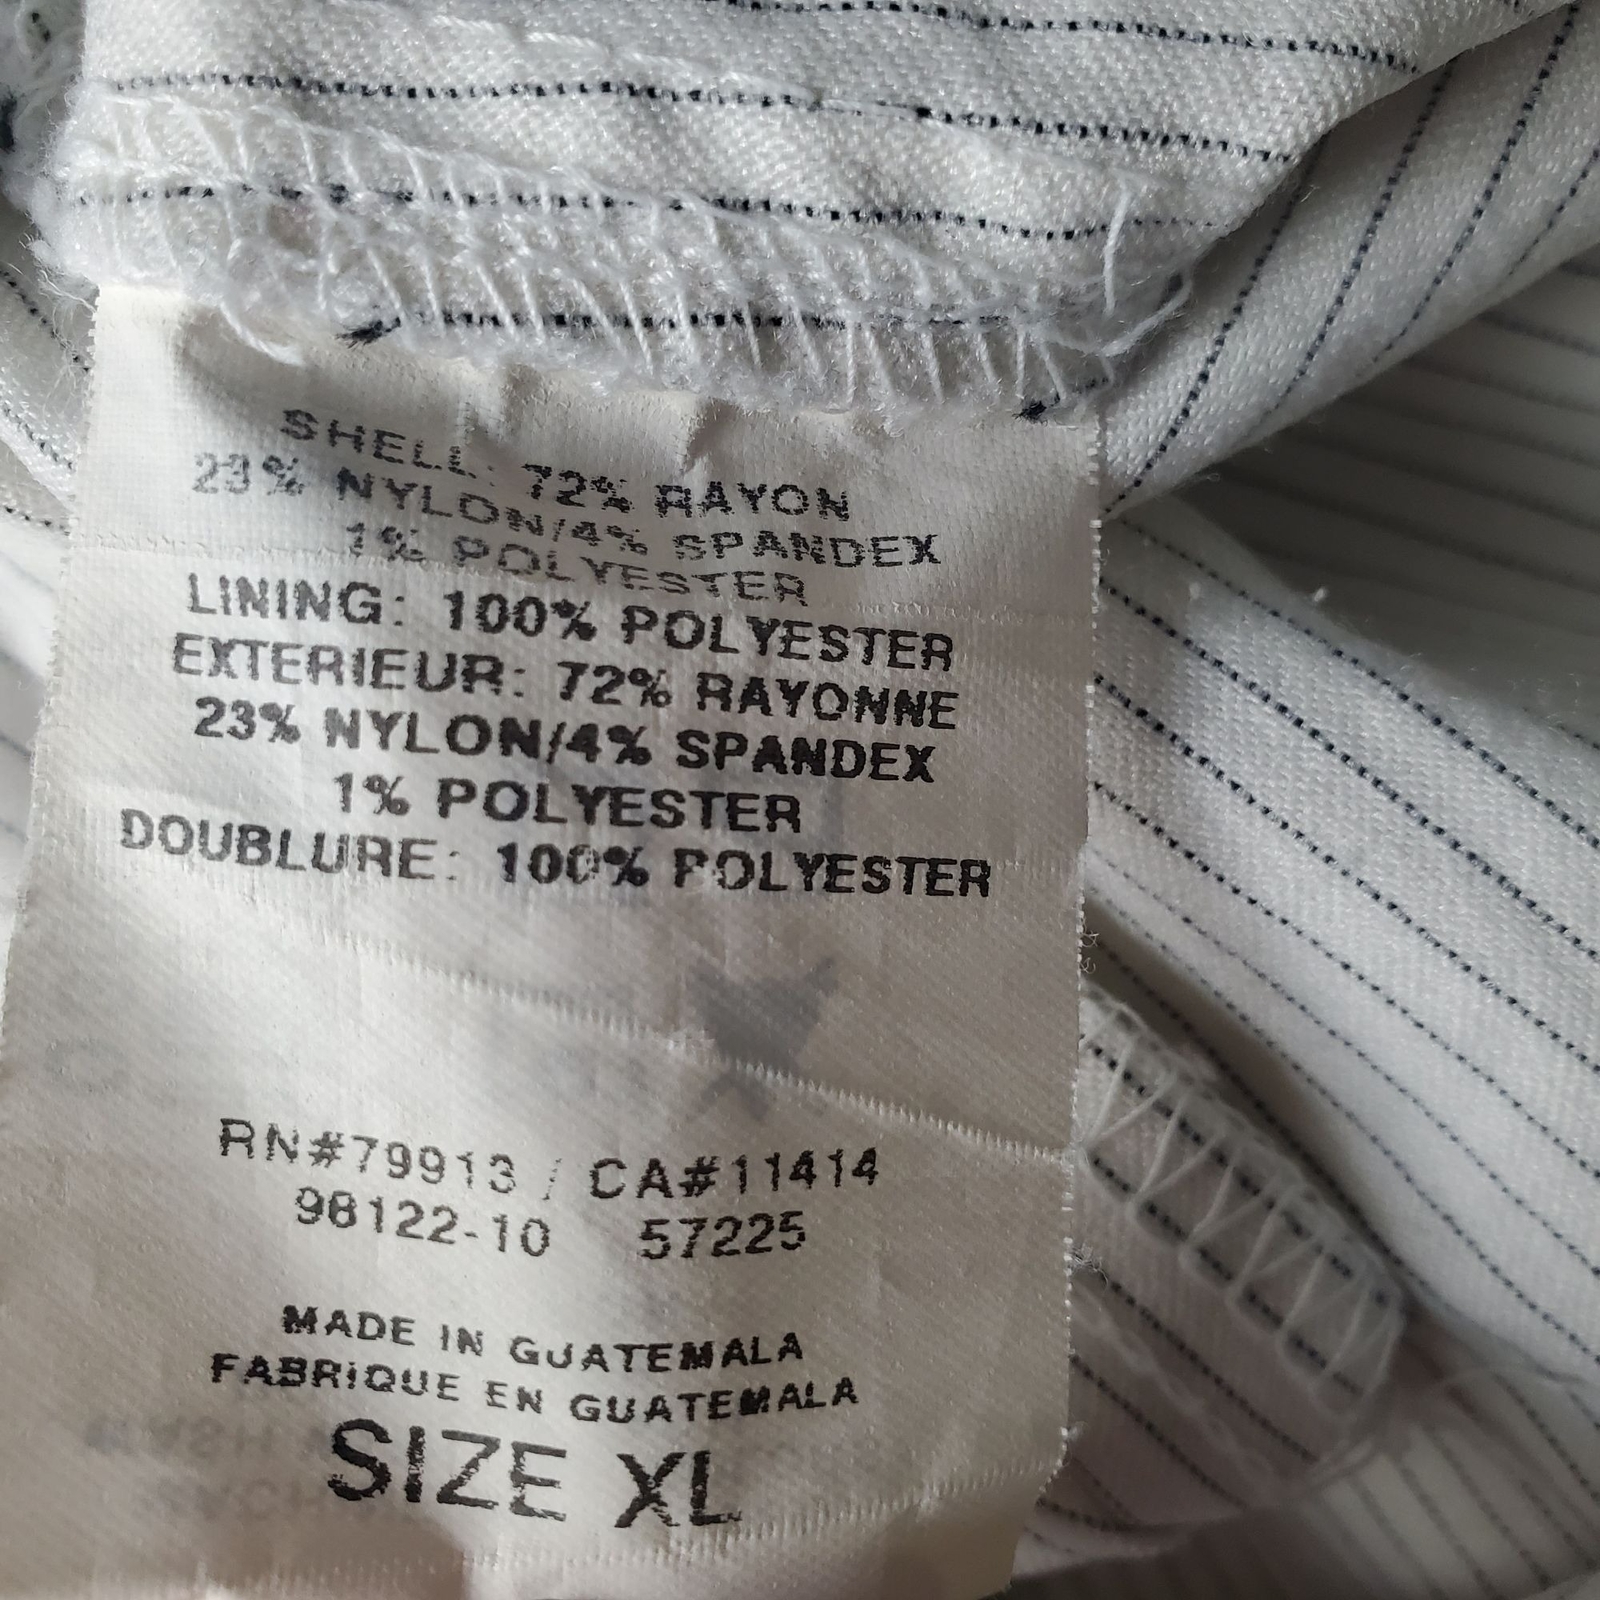 SHELL: 72% RAYON
23% NYLON/4% SPANDEX
1% POLYESTER
LINING: 100% POLYESTER
EXTERIEUR: 72% RAYONNE
23% NYLON/4% SPANDEX
1% POLYESTER
DOUBLURE: 100% POLYESTER
RN#79913 / CA#11414
98122-10 57225
MADE IN GUATEMALA
FABRIQUE EN GUATEMALA
SIZE XL